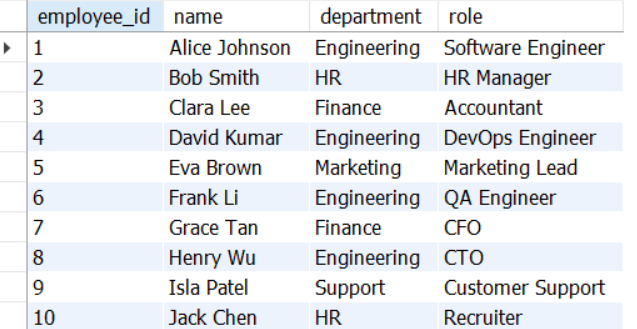 employee_id name department role
1 Alice Johnson Engineering Software Engineer
2 Bob Smith HR HR Manager
3 Clara Lee Finance Accountant
4 David Kumar Engineering DevOps Engineer
5 Eva Brown Marketing Marketing Lead
6 Frank Li Engineering QA Engineer
7 Grace Tan Finance CFO
8 Henry Wu Engineering CTO
9 Isla Patel Support Customer Support
10 Jack Chen HR Recruiter